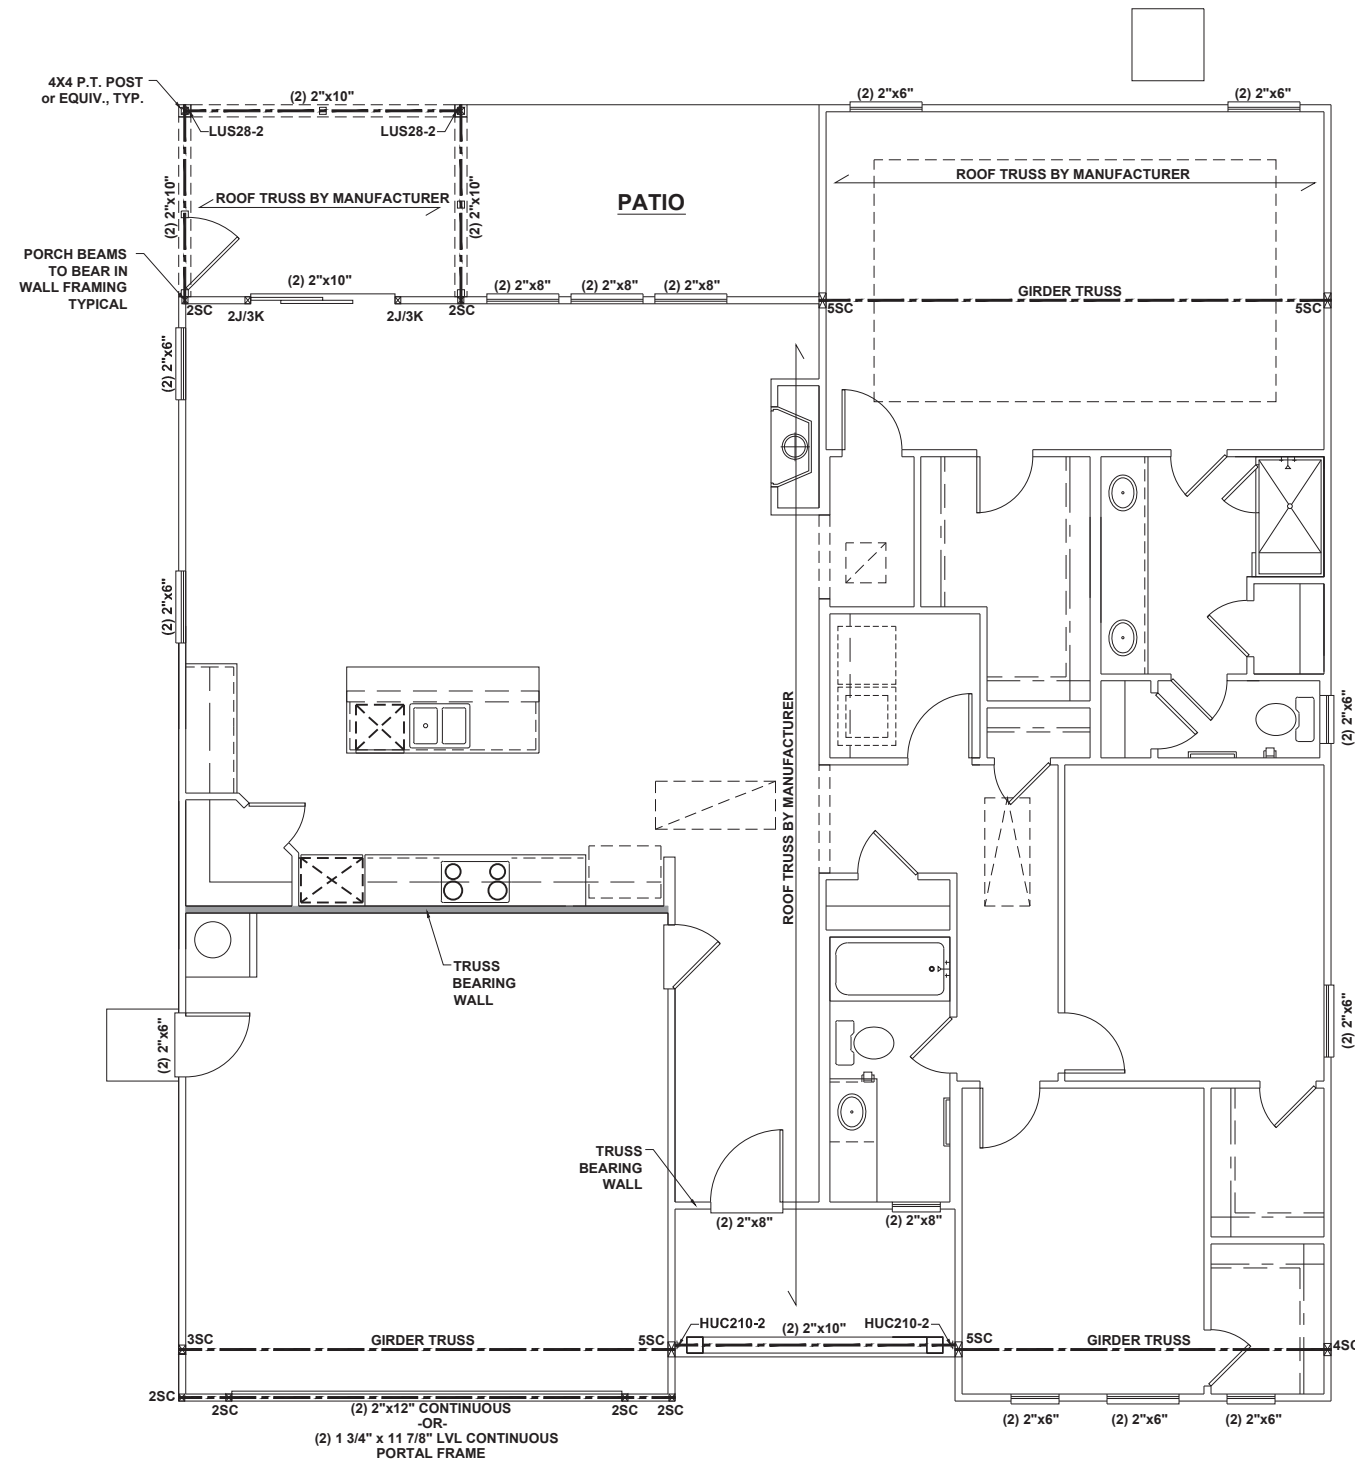 4X4 P.T. POST
or EQUIV., TYP.
(2) 2"x10"
(2) 2"x6"
(2) 2"x6"
LUS28-2
LUS28-2
ROOF TRUSS BY MANUFACTURER
(2) 2"x10"
ROOF TRUSS BY MANUFACTURER
(2) 2"x10"
PATIO
PORCH BEAMS
TO BEAR IN
WALL FRAMING
TYPICAL
(2) 2"x10"
(2) 2"x8"
(2) 2"x8"
(2) 2"x8"
GIRDER TRUSS
2SC
2J/3K
2J/3K
2SC
5SC
5SC
(2) 2"x6"
(2) 2"x6"
ROOF TRUSS BY MANUFACTURER
(2) 2"x6"
TRUSS
BEARING
WALL
(2) 2"x6"
(2) 2"x6"
TRUSS
BEARING
WALL
(2) 2"x8"
(2) 2"x8"
3SC
GIRDER TRUSS
5SC
HUC210-2
(2) 2"x10"
HUC210-2
5SC
GIRDER TRUSS
4SC
2SC
2SC
(2) 2"x12" CONTINUOUS
-OR-
(2) 1 3/4" x 11 7/8" LVL CONTINUOUS
PORTAL FRAME
2SC
2SC
(2) 2"x6"
(2) 2"x6"
(2) 2"x6"